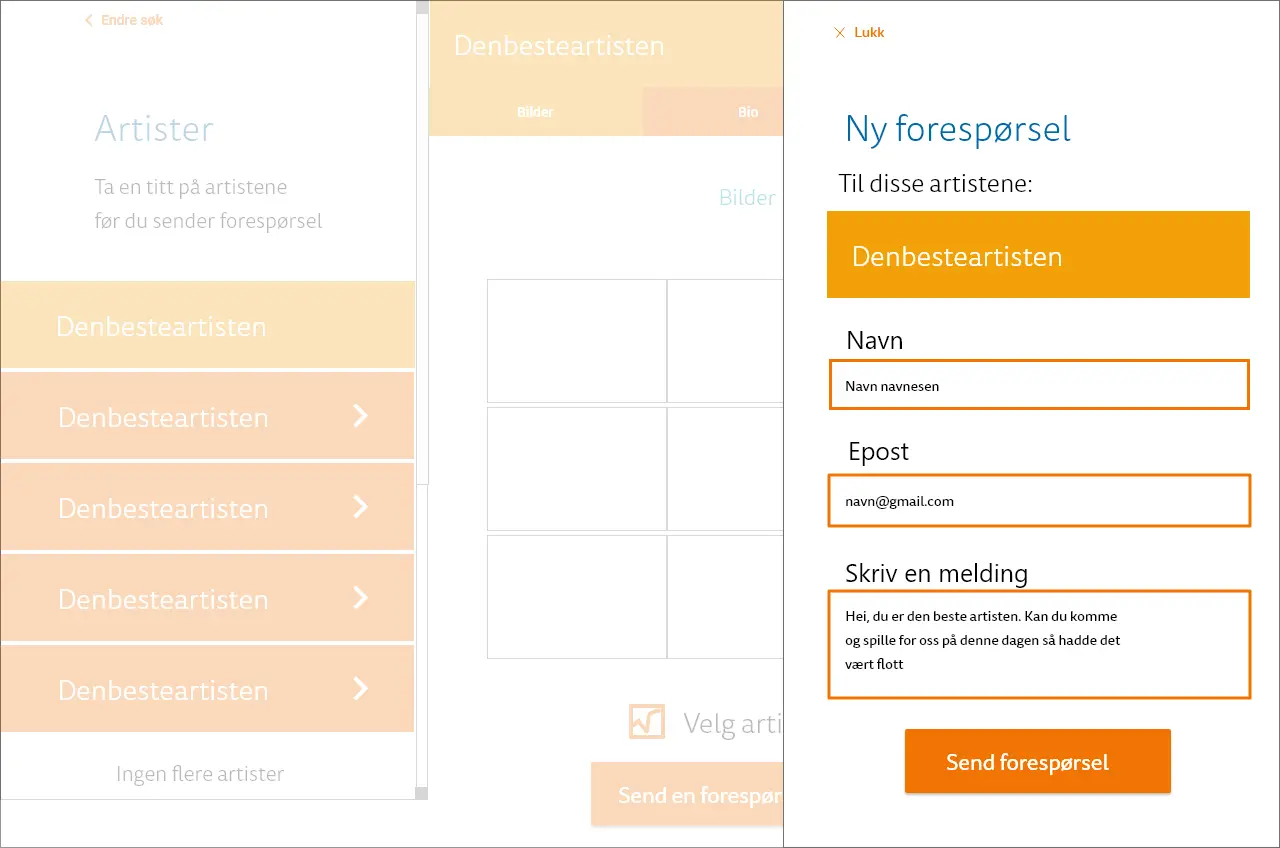 Endre søk
Artister
Ta en titt på artistene
før du sender forespørsel
Denbesteartisten
Denbesteartisten
Denbesteartisten
Denbesteartisten
Denbesteartisten
Ingen flere artister
Denbesteartisten
Bilder
Bio
Bilder
Velg arti
Send en forespør
Lukk
Ny forespørsel
Til disse artistene:
Denbesteartisten
Navn
Navn navnesen
Epost
navn@gmail.com
Skriv en melding
Hei, du er den beste artisten. Kan du komme
og spille for oss på denne dagen så hadde det
vært flott
Send forespørsel